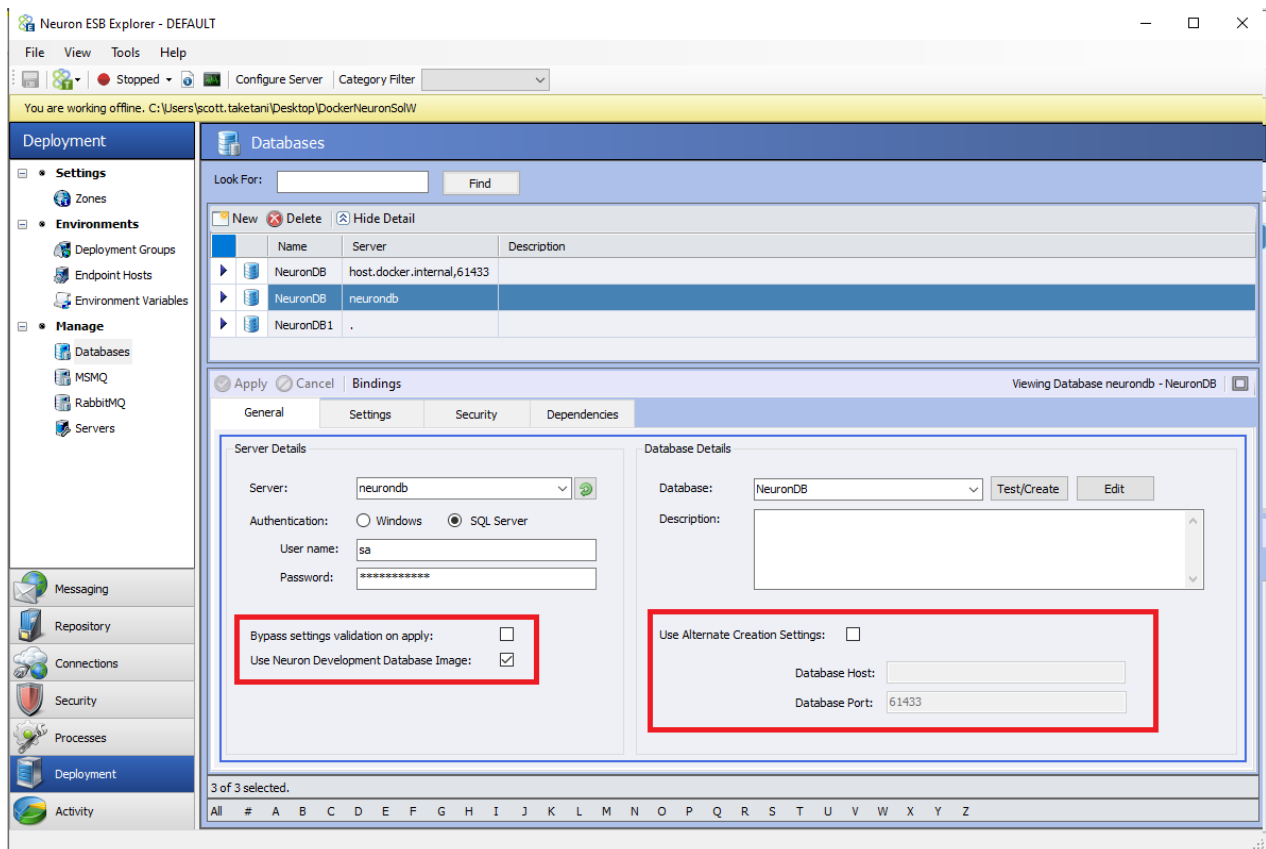 Neuron ESB Explorer - DEFAULT
File View Tools Help
Stopped Configure Server Category Filter
You are working offline. C:\Users\scott.taketani\Desktop\DockerNeuronSolW
Deployment
Settings
Zones
Environments
Deployment Groups
Endpoint Hosts
Environment Variables
Manage
Databases
MSMQ
RabbitMQ
Servers
Messaging
Repository
Connections
Security
Processes
Deployment
Activity
Databases
Look For: Find
New Delete Hide Detail
Name Server Description
NeuronDB host.docker.internal,61433
NeuronDB neurondb
NeuronDB1 .
Apply Cancel Bindings Viewing Database neurondb - NeuronDB
General Settings Security Dependencies
Server Details
Server: neurondb
Authentication: Windows SQL Server
User name: sa
Password: ***********
Bypass settings validation on apply:
Use Neuron Development Database Image:
Database Details
Database: NeuronDB Test/Create Edit
Description:
Use Alternate Creation Settings:
Database Host:
Database Port: 61433
3 of 3 selected.
All # A B C D E F G H I J K L M N O P Q R S T U V W X Y Z